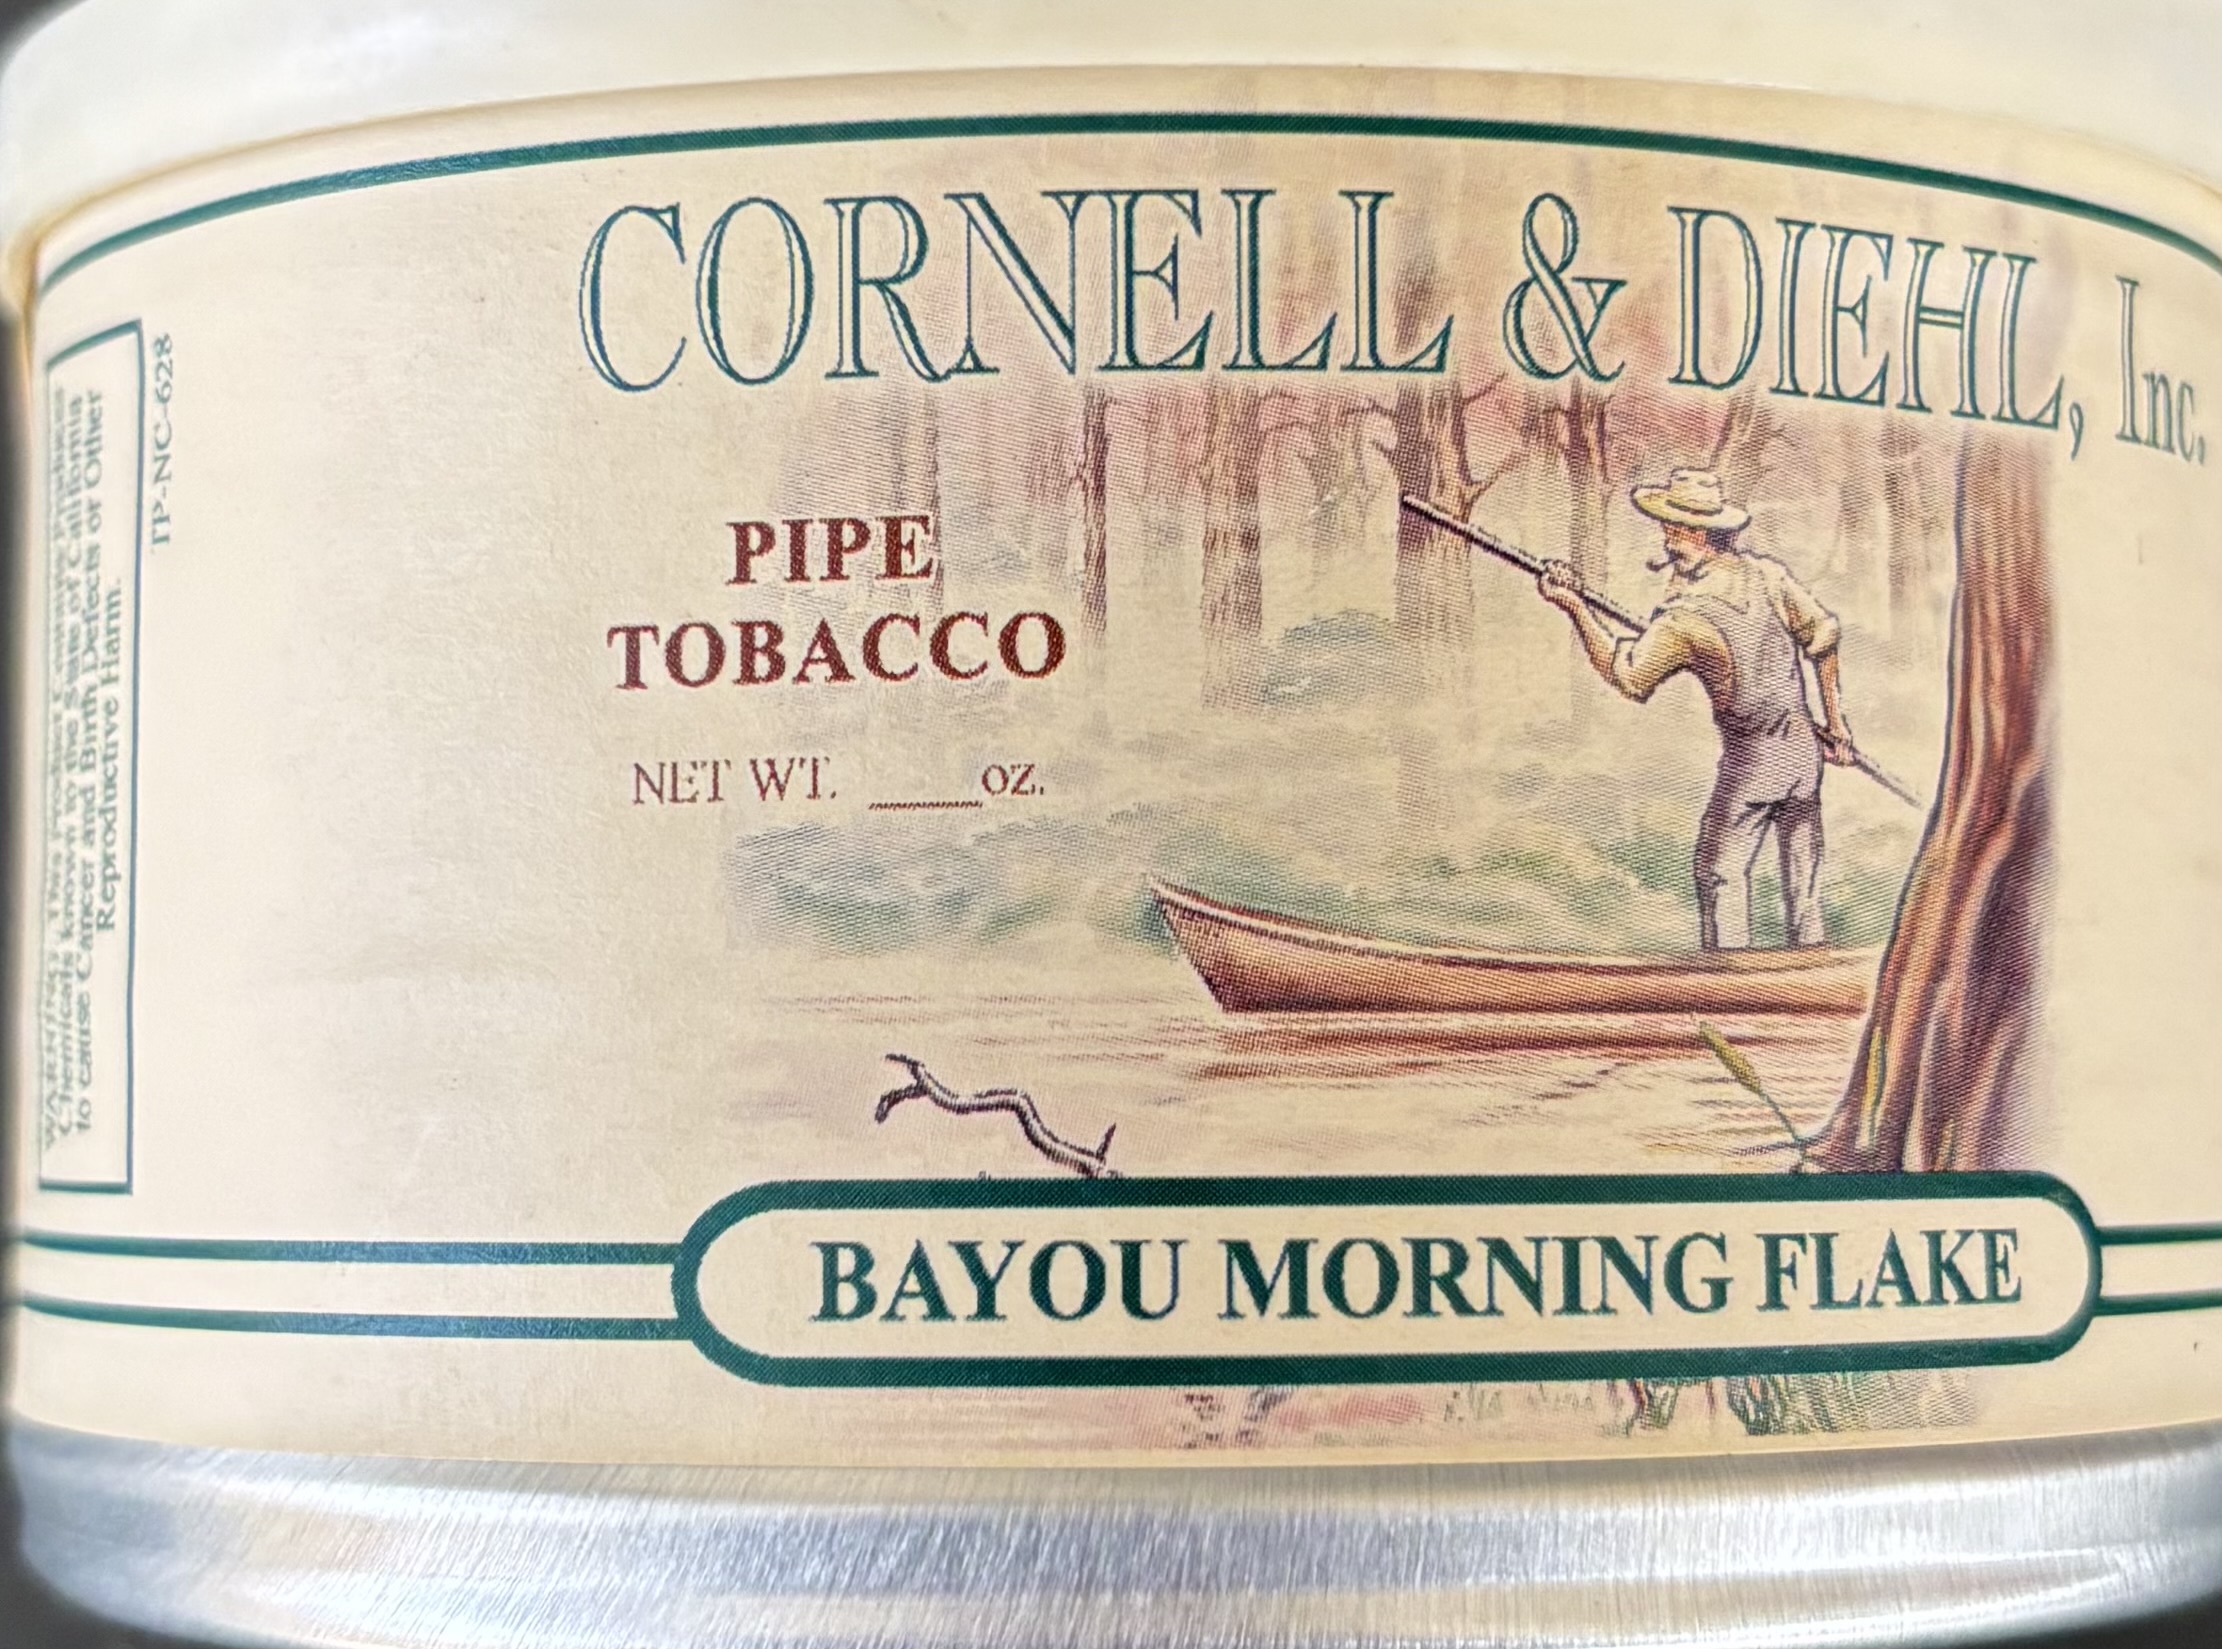 CORNELL & DIEHL, Inc.
PIPE
TOBACCO
NET WT. ____ OZ.
BAYOU MORNING FLAKE
TP-NC-628
WARNING: This Product Contains
Chemicals known to the State of California
to cause Cancer and Birth Defects or Other
Reproductive Harm.